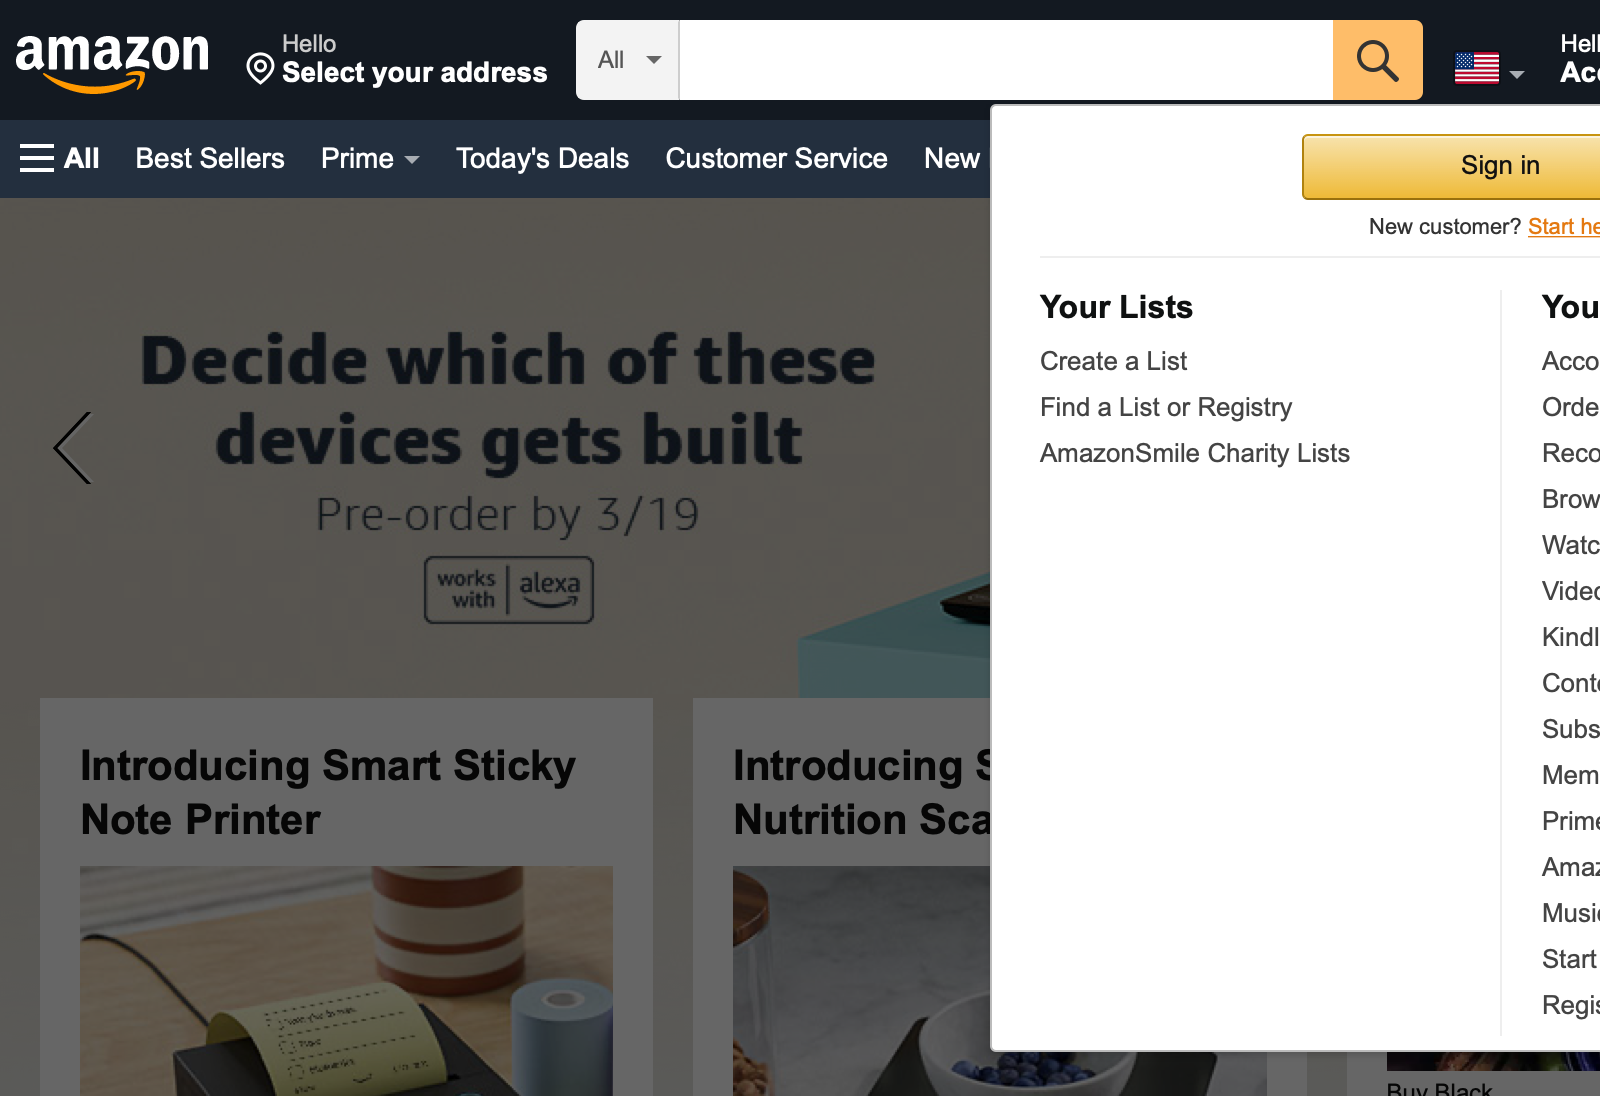 amazon
Hello
Select your address
All
Hell
Acc
All
Best Sellers
Prime
Today's Deals
Customer Service
New
Sign in
New customer? Start he
Your Lists
Create a List
Find a List or Registry
AmazonSmile Charity Lists
You
Acco
Orde
Reco
Brow
Watc
Video
Kindl
Conte
Subs
Mem
Prime
Amaz
Music
Start
Regis
Decide which of these
devices gets built
Pre-order by 3/19
works with alexa
Introducing Smart Sticky
Note Printer
Introducing S
Nutrition Sca
Buy Black